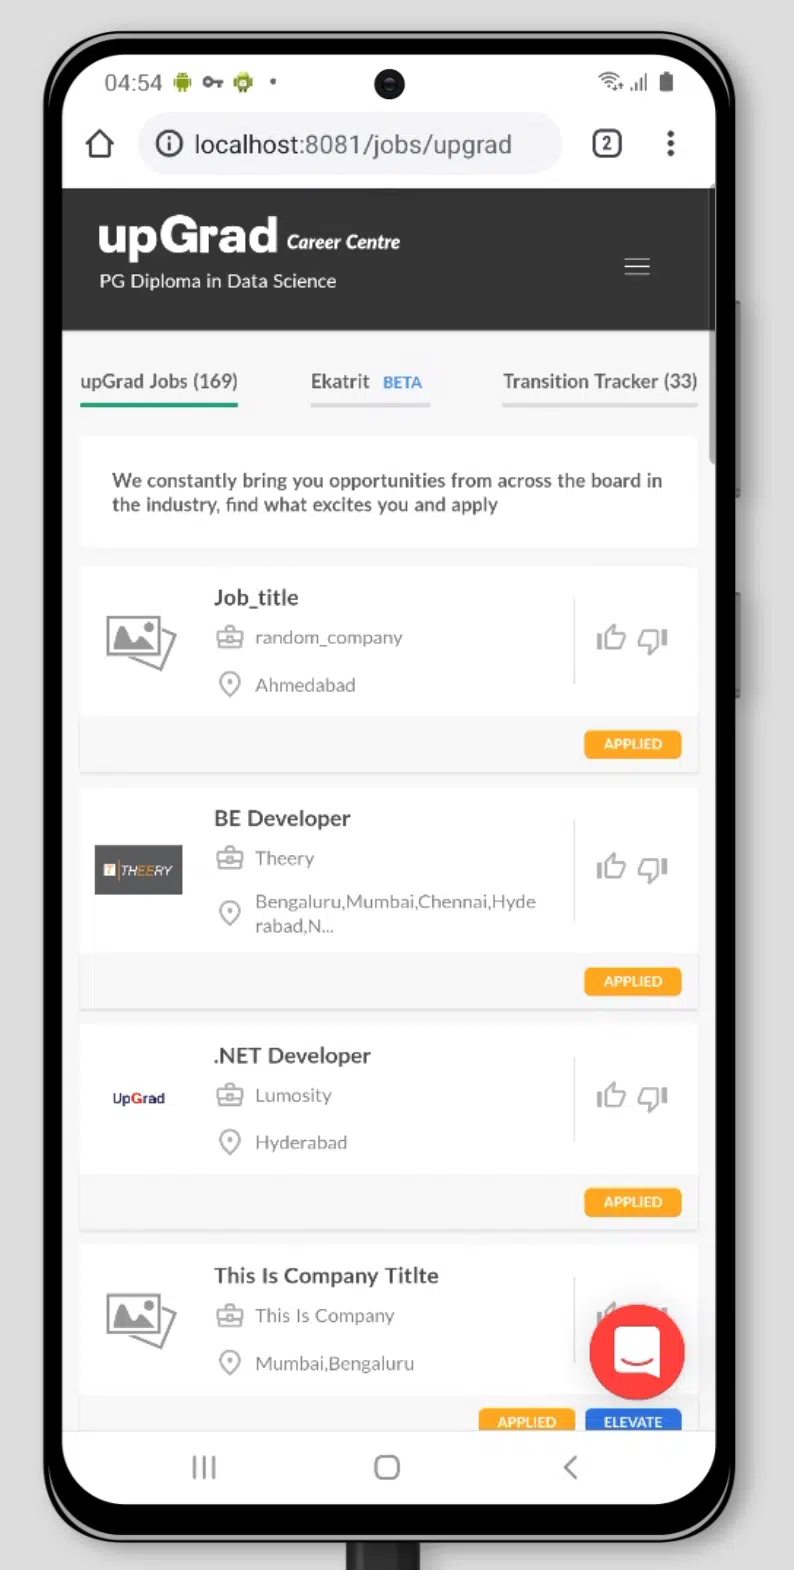 04:54
localhost:8081/jobs/upgrad
2
upGrad Career Centre
PG Diploma in Data Science
upGrad Jobs (169) Ekatrit BETA Transition Tracker (33)
We constantly bring you opportunities from across the board in
the industry, find what excites you and apply
Job_title
random_company
Ahmedabad
APPLIED
BE Developer
THEERY
Theery
Bengaluru,Mumbai,Chennai,Hyde
rabad,N...
APPLIED
.NET Developer
UpGrad
Lumosity
Hyderabad
APPLIED
This Is Company Titlte
This Is Company
Mumbai,Bengaluru
APPLIED ELEVATE